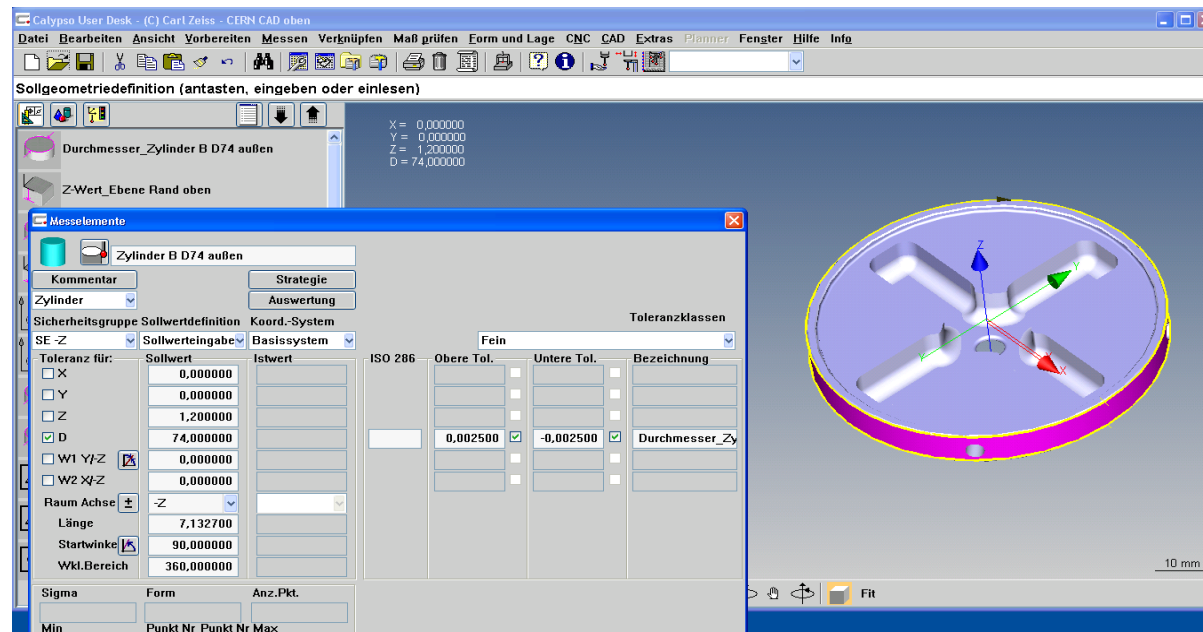 Calypso User Desk - (C) Carl Zeiss - CERN CAD oben
Datei Bearbeiten Ansicht Vorbereiten Messen Verknüpfen Maß prüfen Form und Lage CNC CAD Extras Planner Fenster Hilfe Info
Sollgeometriedefinition (antasten, eingeben oder einlesen)
Durchmesser_Zylinder B D74 außen
Z-Wert_Ebene Rand oben
X = 0,000000
Y = 0,000000
Z = 1,200000
D = 74,000000
Messelemente
Zylinder B D74 außen
Kommentar Strategie
Zylinder Auswertung
Sicherheitsgruppe Sollwertdefinition Koord.-System Toleranzklassen
SE -Z Sollwerteingabe Basissystem Fein
Toleranz für: Sollwert Istwert ISO 286 Obere Tol. Untere Tol. Bezeichnung
X 0,000000
Y 0,000000
Z 1,200000
D 74,000000 0,002500 -0,002500 Durchmesser_Zy
W1 Y/-Z 0,000000
W2 X/-Z 0,000000
Raum Achse ± -Z
Länge 7,132700
Startwinke 90,000000
Wkl.Bereich 360,000000
Sigma Form Anz.Pkt.
Min Punkt Nr Punkt Nr Max
Z
Y
Y
X
10 mm
Fit